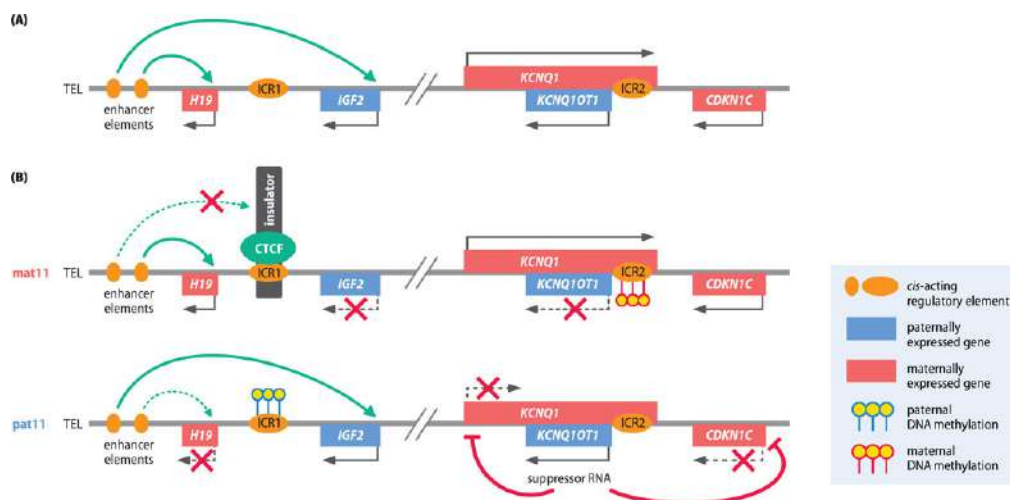 (A)
TEL
enhancer
elements
H19
ICR1
IGF2
KCNQ1
KCNQ1OT1
ICR2
CDKN1C
(B)
mat11
TEL
enhancer
elements
H19
insulator
CTCF
ICR1
IGF2
KCNQ1
KCNQ1OT1
ICR2
CDKN1C
pat11
TEL
enhancer
elements
H19
ICR1
IGF2
KCNQ1
KCNQ1OT1
ICR2
CDKN1C
suppressor RNA
cis-acting
regulatory element
paternally
expressed gene
maternally
expressed gene
paternal
DNA methylation
maternal
DNA methylation